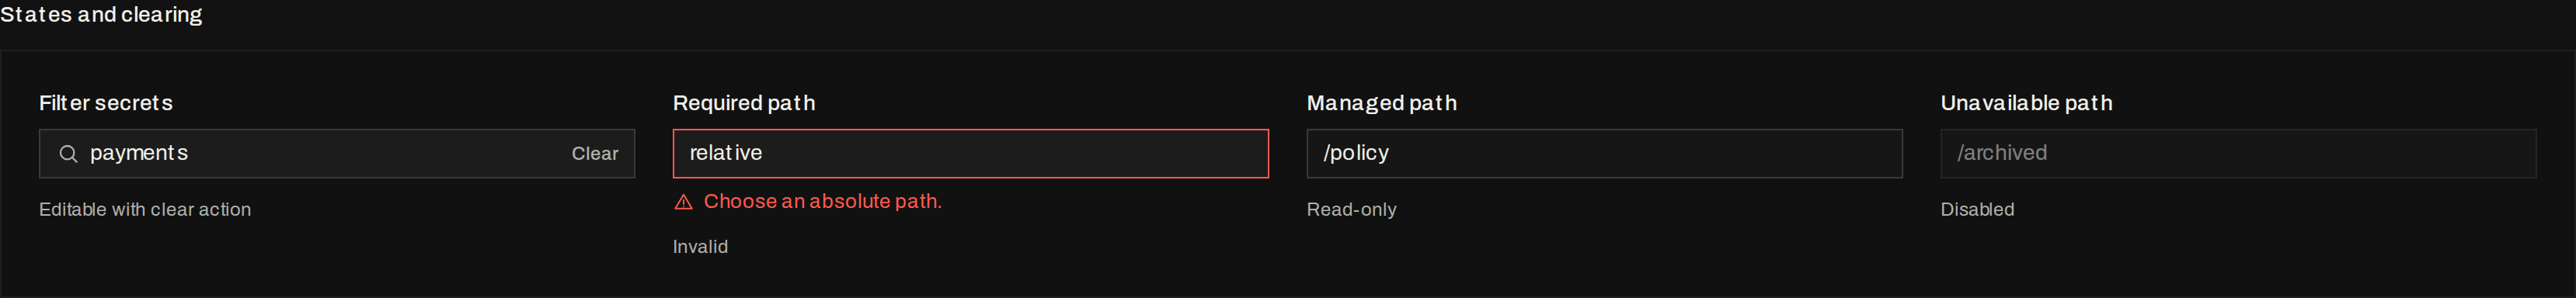 States and clearing
Filter secrets
payments
Clear
Editable with clear action
Required path
relative
Choose an absolute path.
Invalid
Managed path
/policy
Read-only
Unavailable path
/archived
Disabled